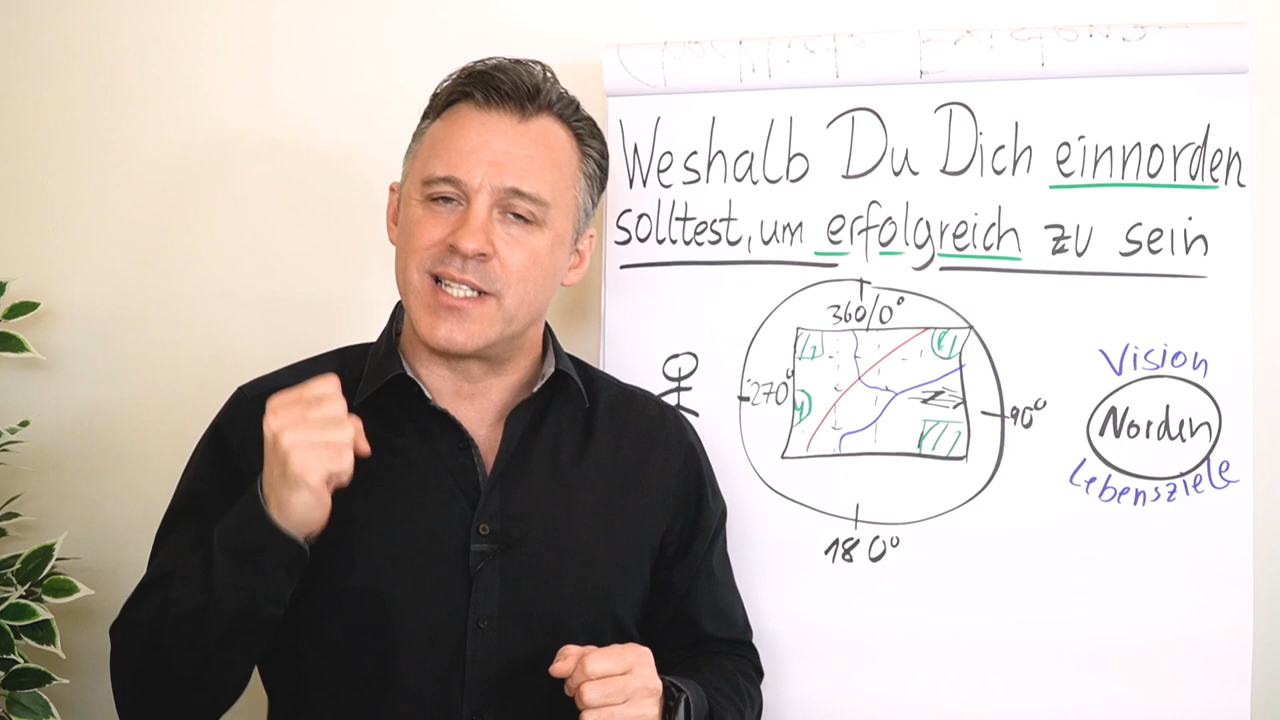 Weshalb Du Dich einnorden
solltest, um erfolgreich zu sein
360/0°
270°
90°
180°
Vision
Norden
Lebensziele